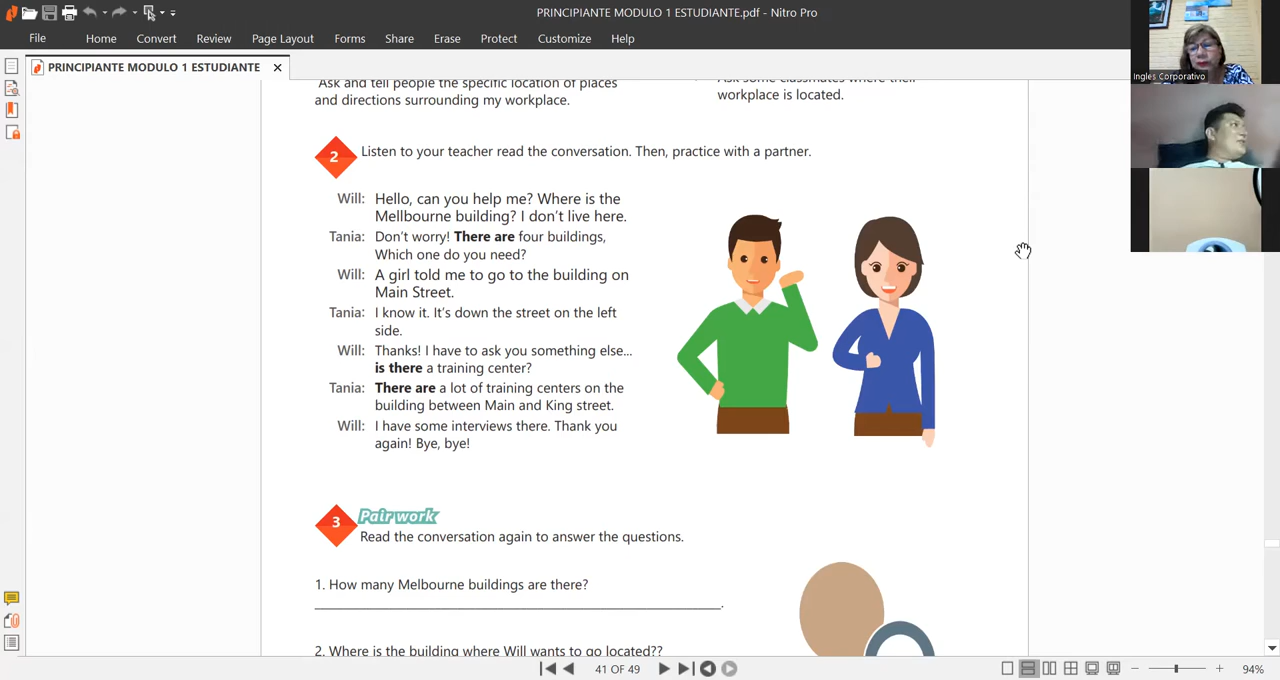 PRINCIPIANTE MODULO 1 ESTUDIANTE.pdf - Nitro Pro
File Home Convert Review Page Layout Forms Share Erase Protect Customize Help
PRINCIPIANTE MODULO 1 ESTUDIANTE
Ask and tell people the specific location of places
and directions surrounding my workplace.
Ask some classmates where their
workplace is located.
2 Listen to your teacher read the conversation. Then, practice with a partner.
Will: Hello, can you help me? Where is the
Mellbourne building? I don't live here.
Tania: Don't worry! There are four buildings,
Which one do you need?
Will: A girl told me to go to the building on
Main Street.
Tania: I know it. It's down the street on the left
side.
Will: Thanks! I have to ask you something else...
is there a training center?
Tania: There are a lot of training centers on the
building between Main and King street.
Will: I have some interviews there. Thank you
again! Bye, bye!
3 Pair work
Read the conversation again to answer the questions.
1. How many Melbourne buildings are there?
2. Where is the building where Will wants to go located??
41 OF 49
94%
Ingles Corporativo